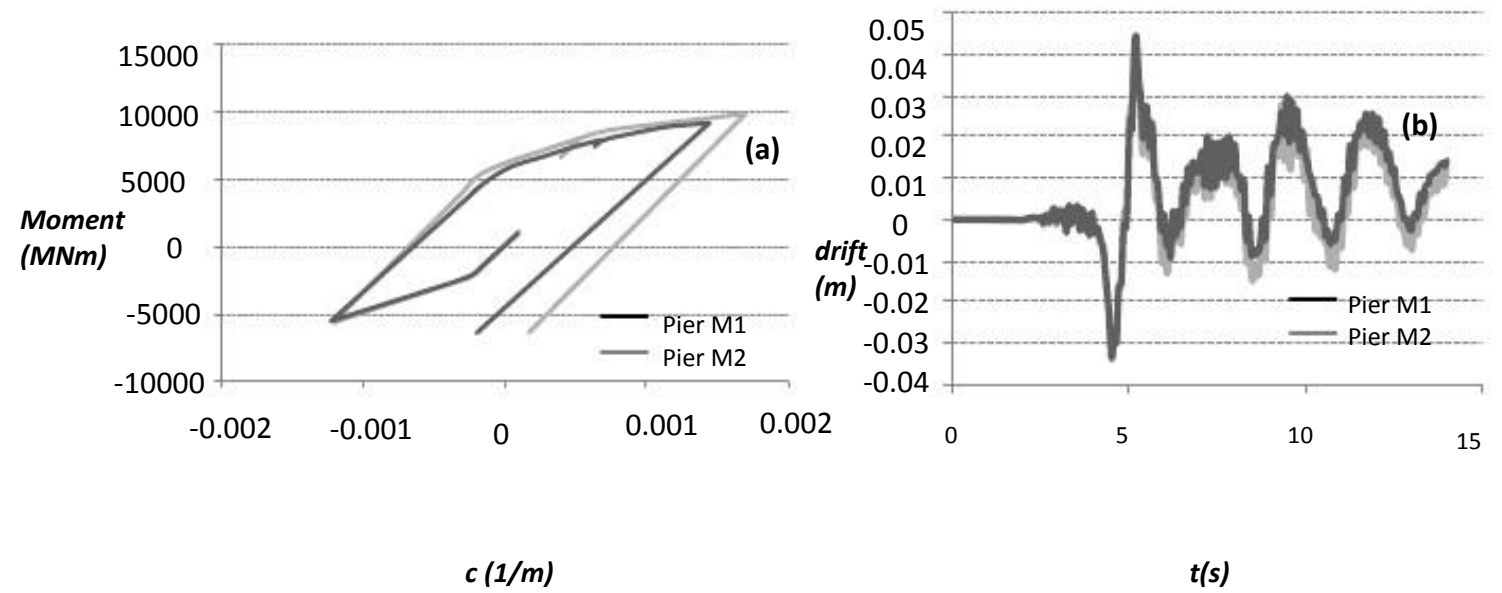 15000
10000
5000
0
-5000
-10000
Moment
(MNm)
(a)
Pier M1
Pier M2
-0.002
-0.001
0
0.001
0.002
c (1/m)
0.05
0.04
0.03
0.02
0.01
0
-0.01
-0.02
-0.03
-0.04
drift
(m)
(b)
Pier M1
Pier M2
0
5
10
15
t(s)